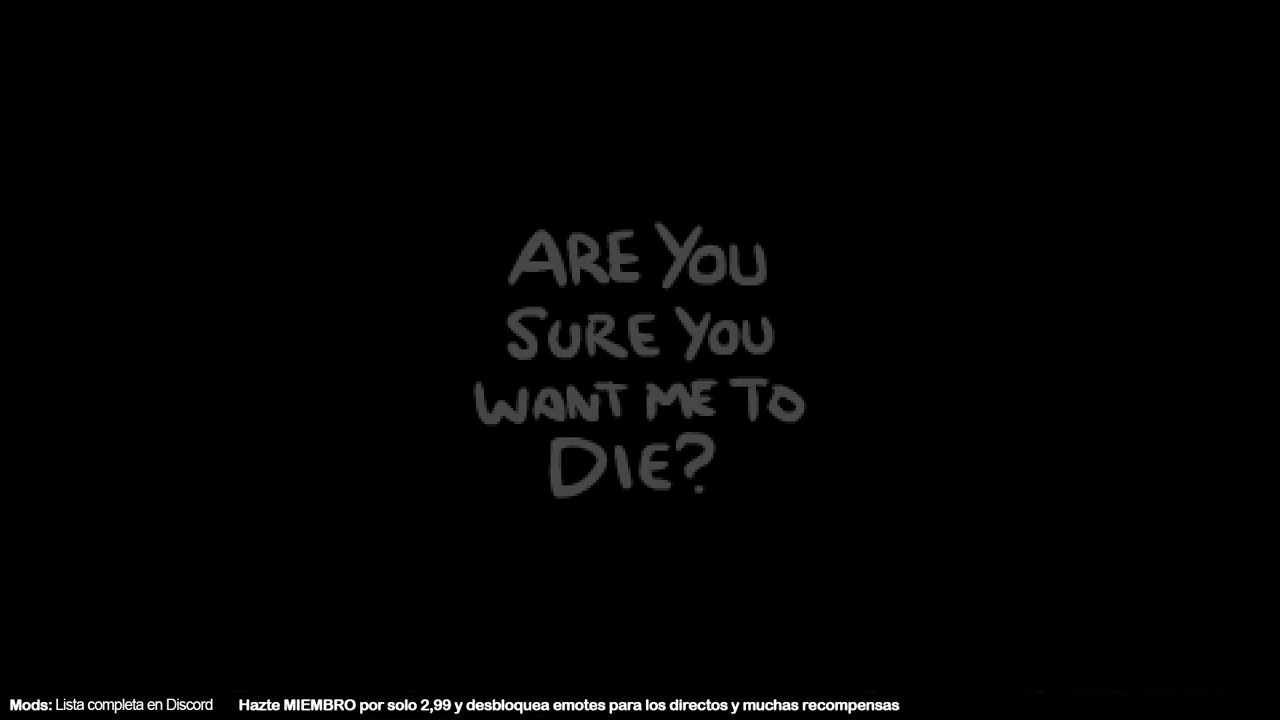 ARE YOU
SURE YOU
WANT ME TO
DIE?
Mods: Lista completa en Discord Hazte MIEMBRO por solo 2,99 y desbloquea emotes para los directos y muchas recompensas